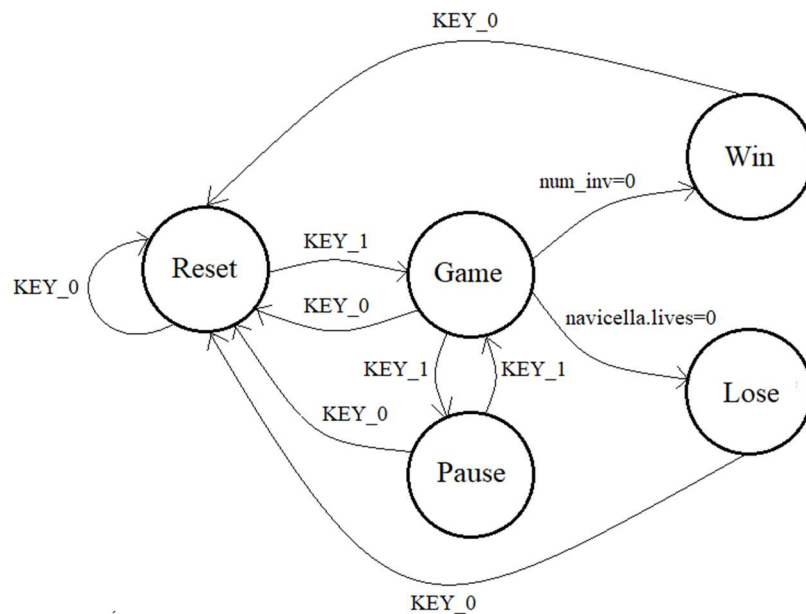 KEY_0
Win
num_inv=0
KEY_1
Reset
Game
KEY_0
KEY_0
navicella.lives=0
KEY_1
KEY_1
Lose
KEY_0
Pause
KEY_0